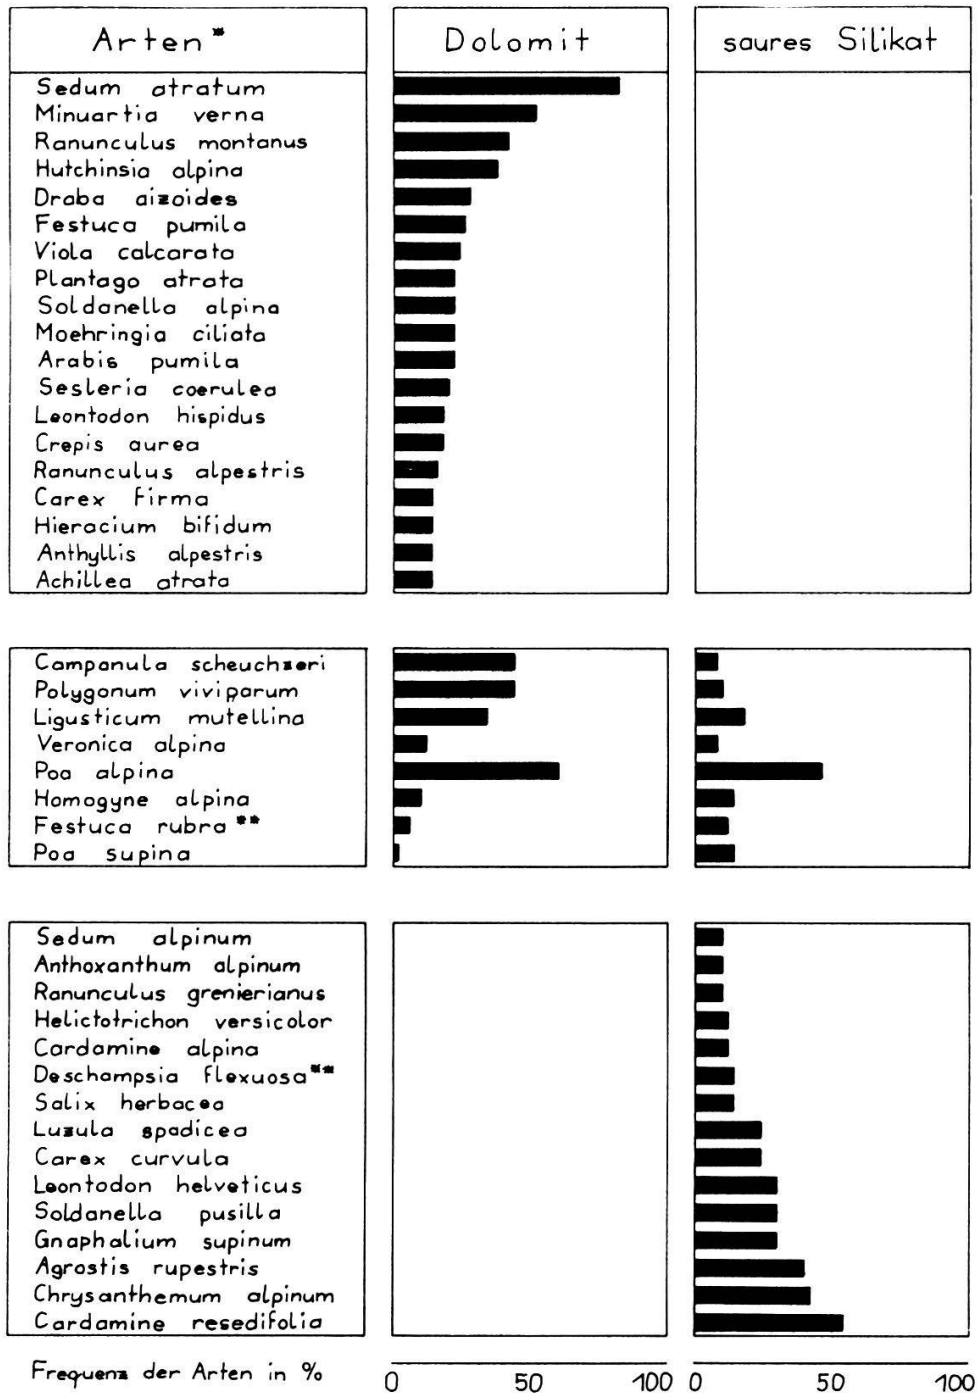 Arten* Dolomit saures Silikat
Sedum atratum
Minuartia verna
Ranunculus montanus
Hutchinsia alpina
Draba aizoides
Festuca pumila
Viola calcarata
Plantago atrata
Soldanella alpina
Moehringia ciliata
Arabis pumila
Sesleria coerulea
Leontodon hispidus
Crepis aurea
Ranunculus alpestris
Carex firma
Hieracium bifidum
Anthyllis alpestris
Achillea atrata
Campanula scheuchzeri
Polygonum viviparum
Ligusticum mutellina
Veronica alpina
Poa alpina
Homogyne alpina
Festuca rubra**
Poa supina
Sedum alpinum
Anthoxanthum alpinum
Ranunculus grenierianus
Helictotrichon versicolor
Cardamine alpina
Deschampsia flexuosa**
Salix herbacea
Luzula spadicea
Carex curvula
Leontodon helveticus
Soldanella pusilla
Gnaphalium supinum
Agrostis rupestris
Chrysanthemum alpinum
Cardamine resedifolia
Frequenz der Arten in % 0 50 100 0 50 100